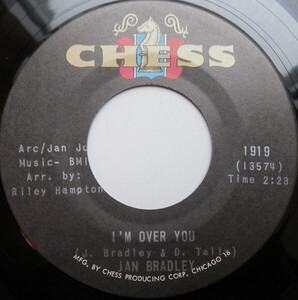 CHESS
Arc/Jan Jo
Music- BMI
Arr. by:
Riley Hampton
1919
(13574)
Time 2:23
I'M OVER YOU
(J. Bradley & D.
JAN BRADLEY
MFG. BY CHESS PRODUCING CORP., CHICAGO 16